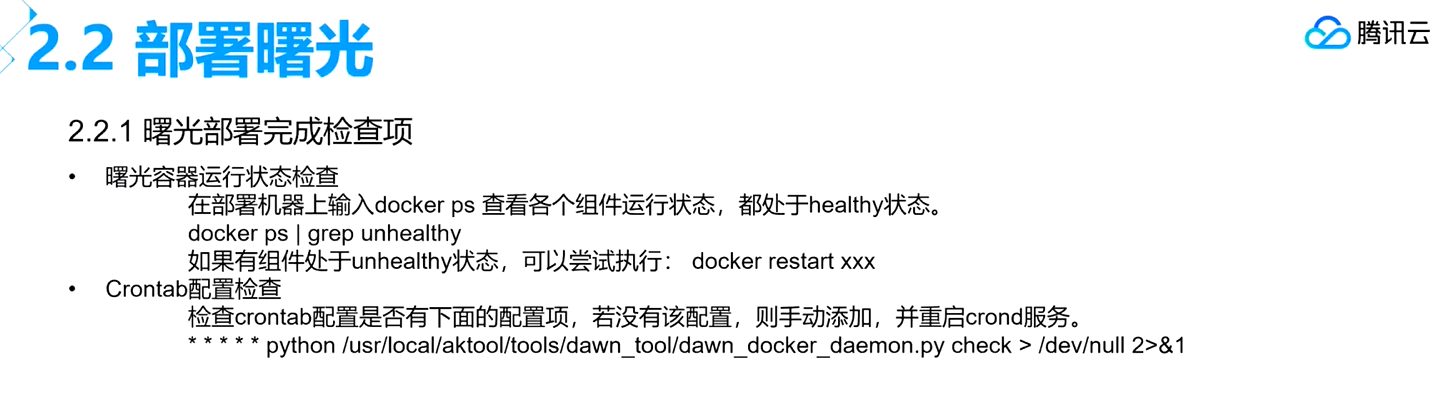 2.2 部署曙光
腾讯云
2.2.1 曙光部署完成检查项
• 曙光容器运行状态检查
在部署机器上输入docker ps 查看各个组件运行状态，都处于healthy状态。
docker ps | grep unhealthy
如果有组件处于unhealthy状态，可以尝试执行： docker restart xxx
• Crontab配置检查
检查crontab配置是否有下面的配置项，若没有该配置，则手动添加，并重启crond服务。
* * * * * python /usr/local/aktool/tools/dawn_tool/dawn_docker_daemon.py check > /dev/null 2>&1